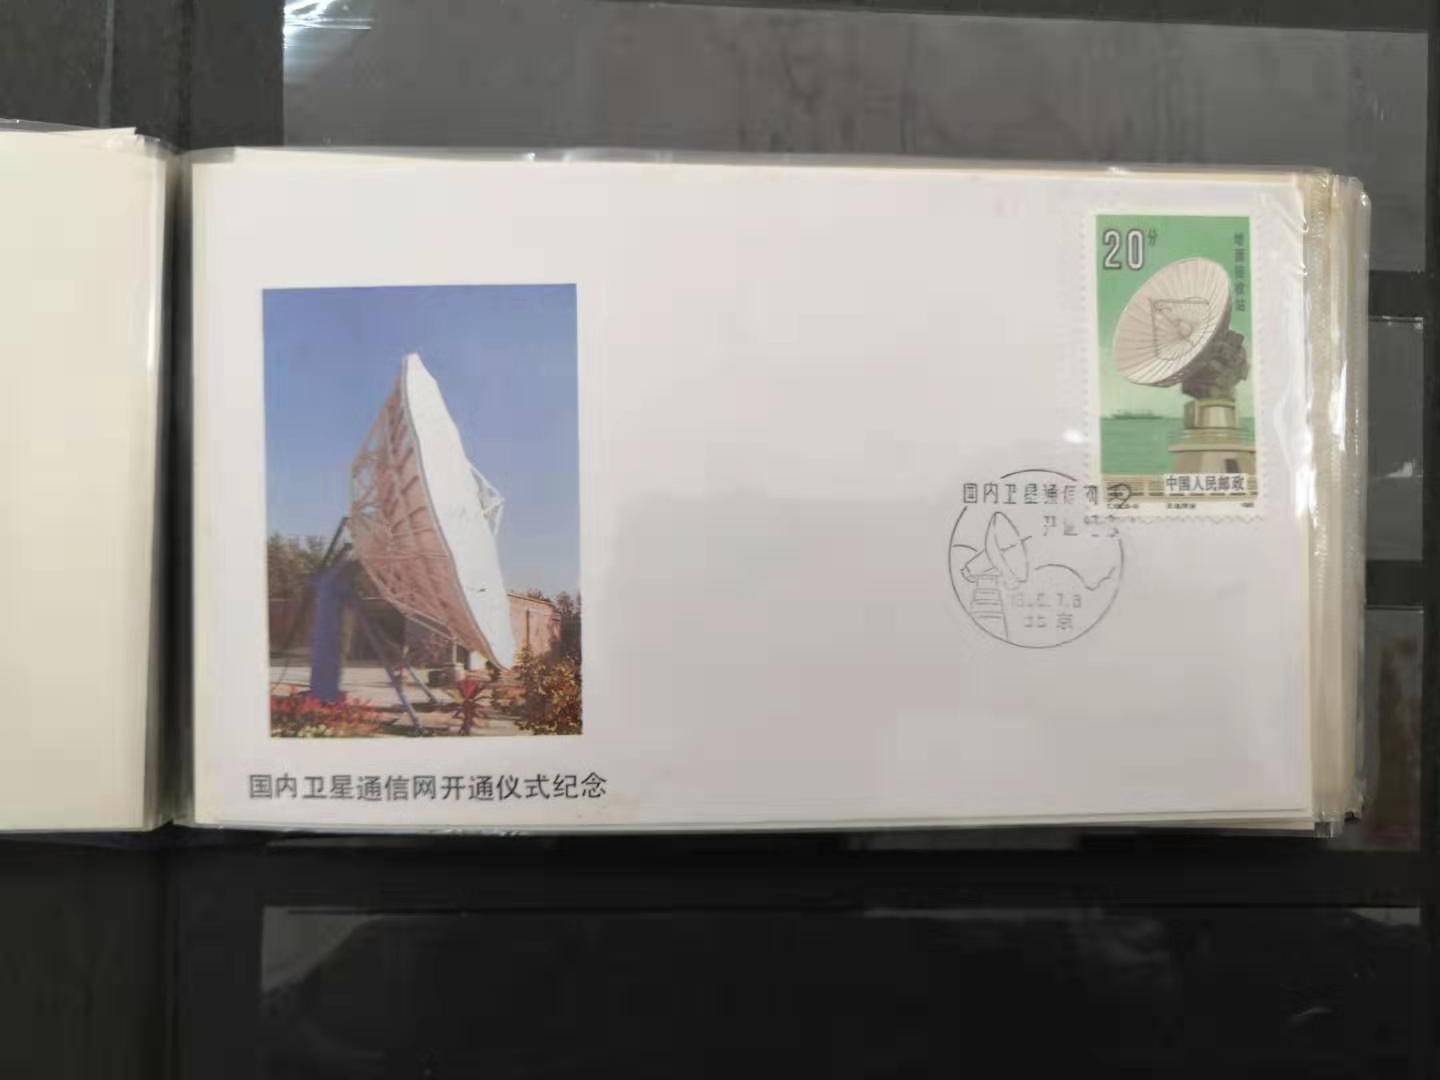 20分
地面接收站
中国人民邮政
国内卫星通信网
北京
国内卫星通信网开通仪式纪念